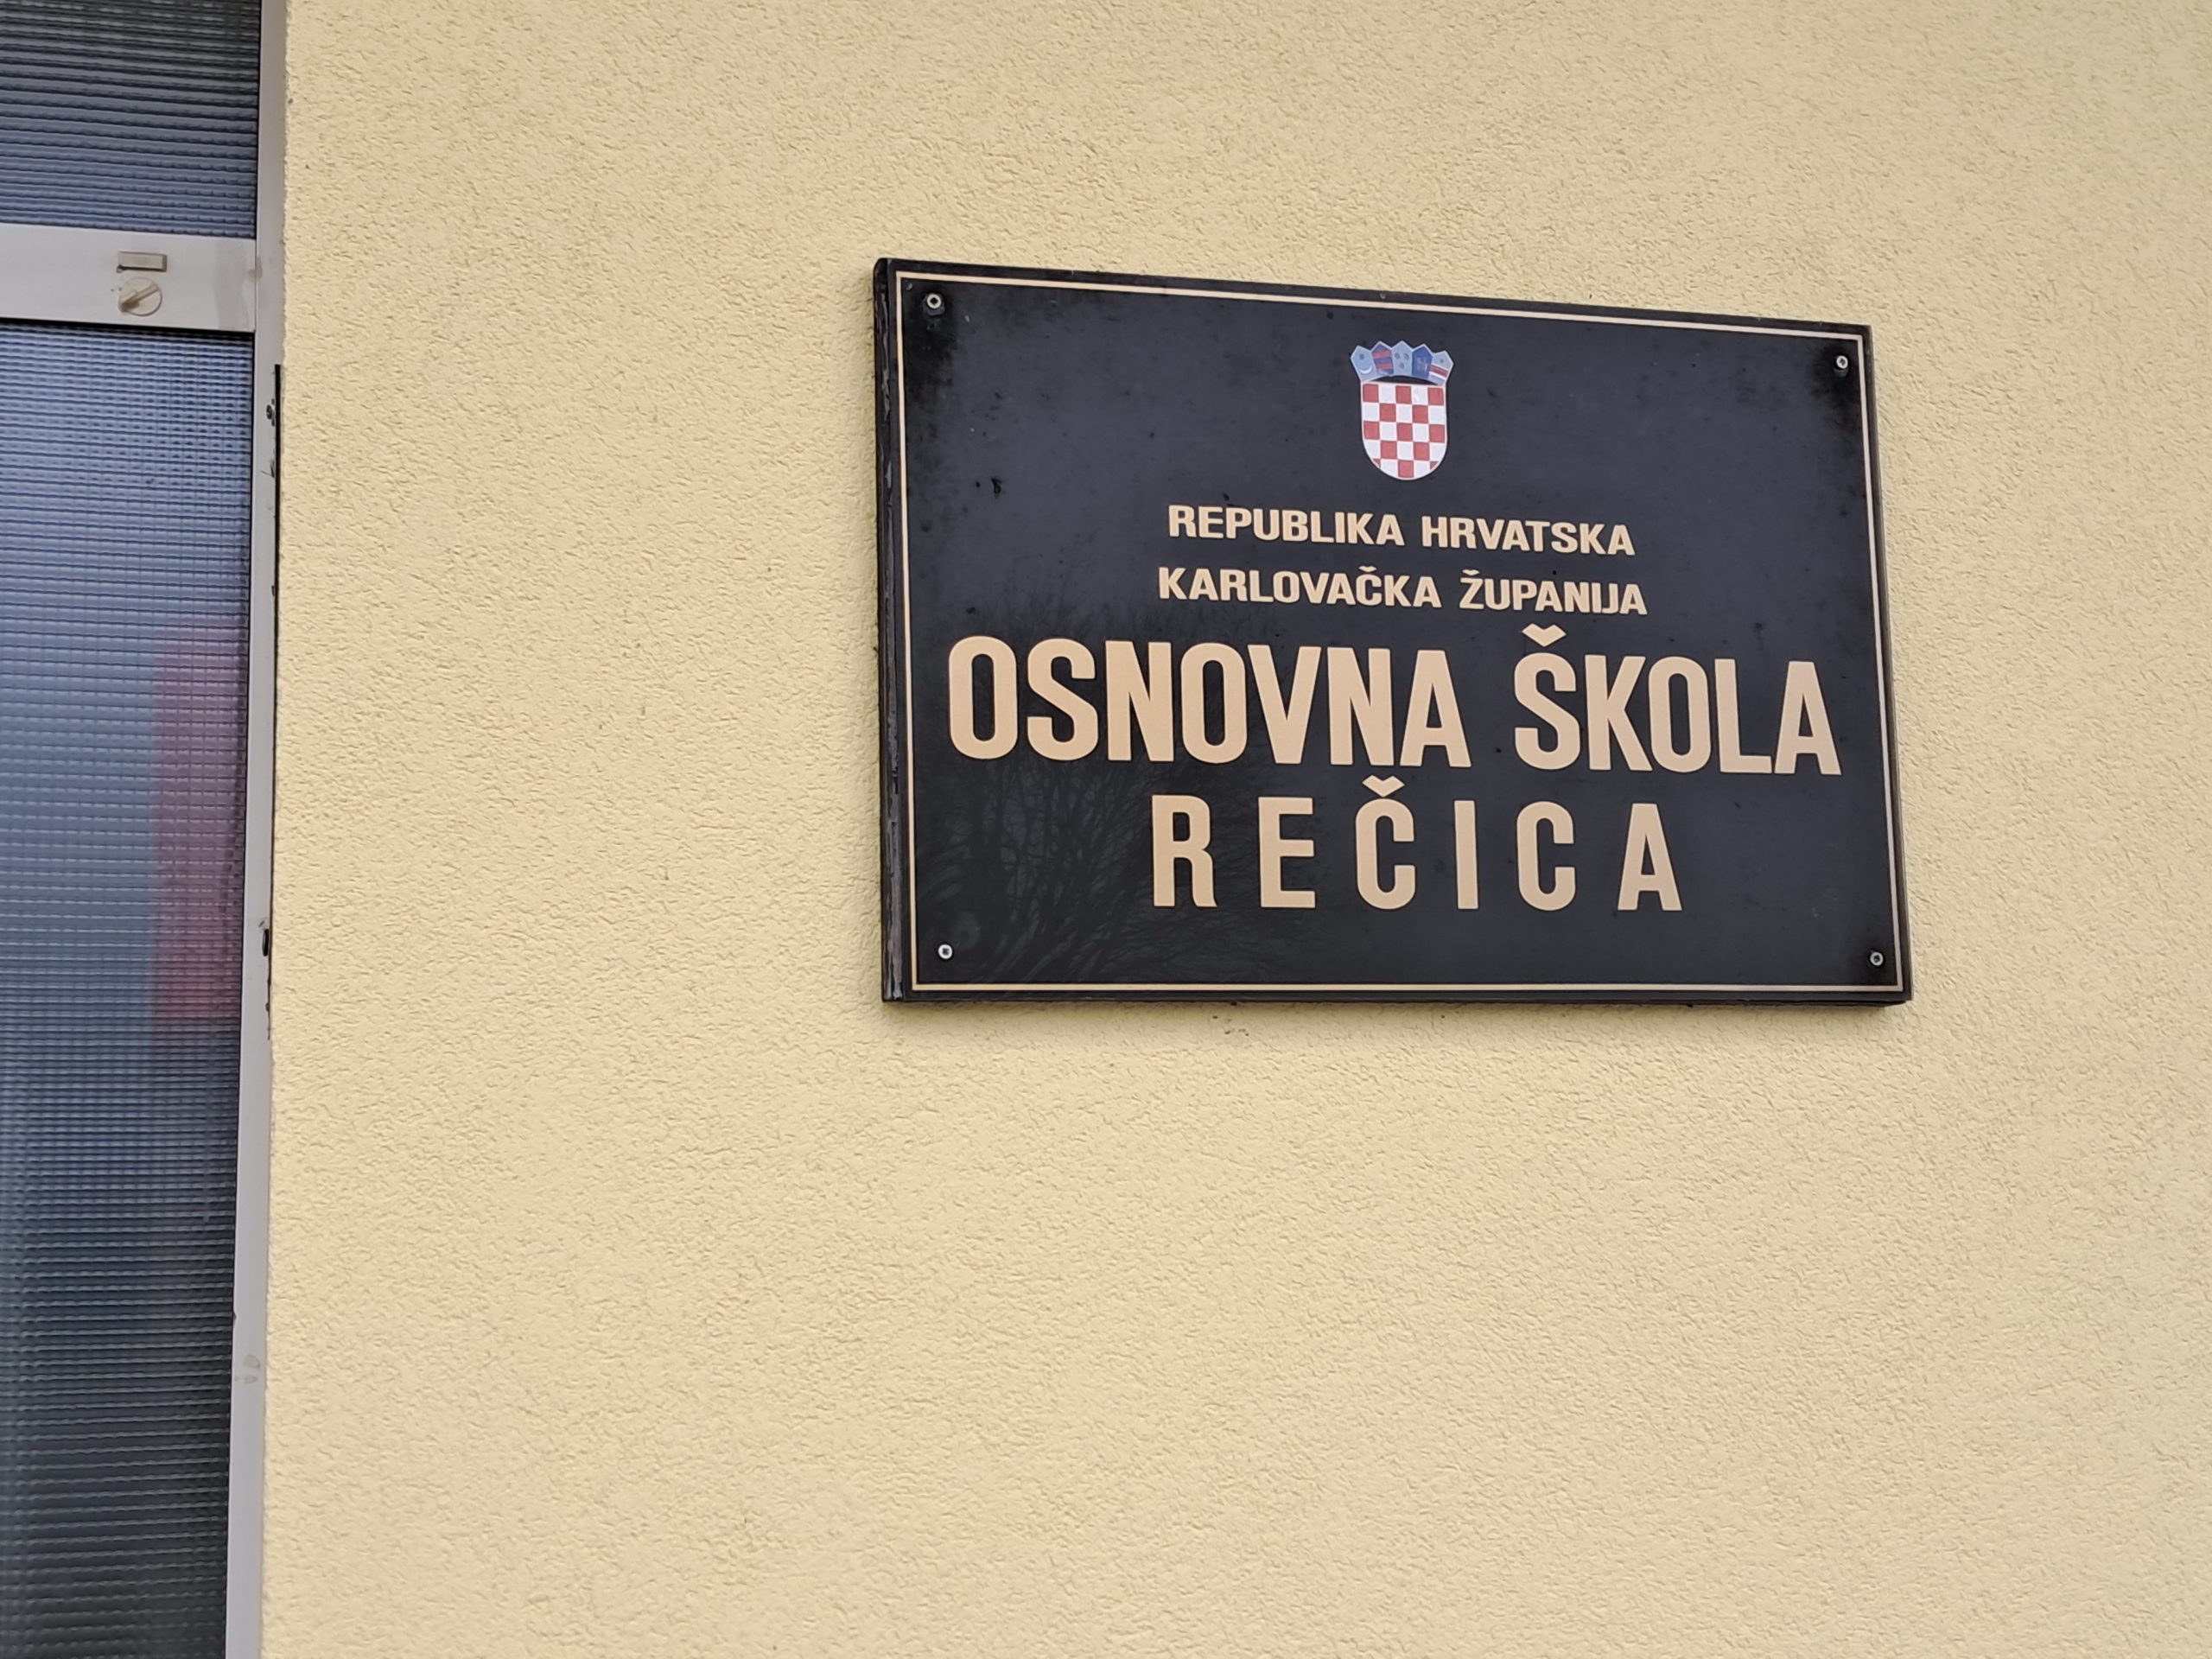 REPUBLIKA HRVATSKA
KARLOVAČKA ŽUPANIJA
OSNOVNA ŠKOLA
REČICA